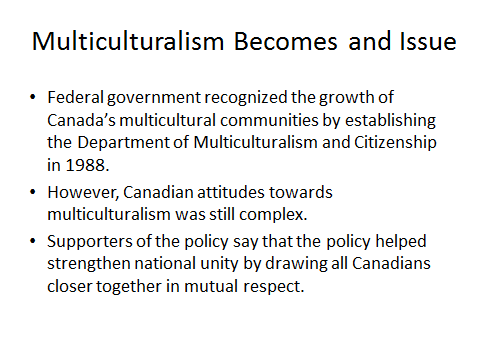 Multiculturalism Becomes and Issue
• Federal government recognized the growth of
Canada's multicultural communities by establishing
the Department of Multiculturalism and Citizenship
in 1988.
• However, Canadian attitudes towards
multiculturalism was still complex.
• Supporters of the policy say that the policy helped
strengthen national unity by drawing all Canadians
closer together in mutual respect.